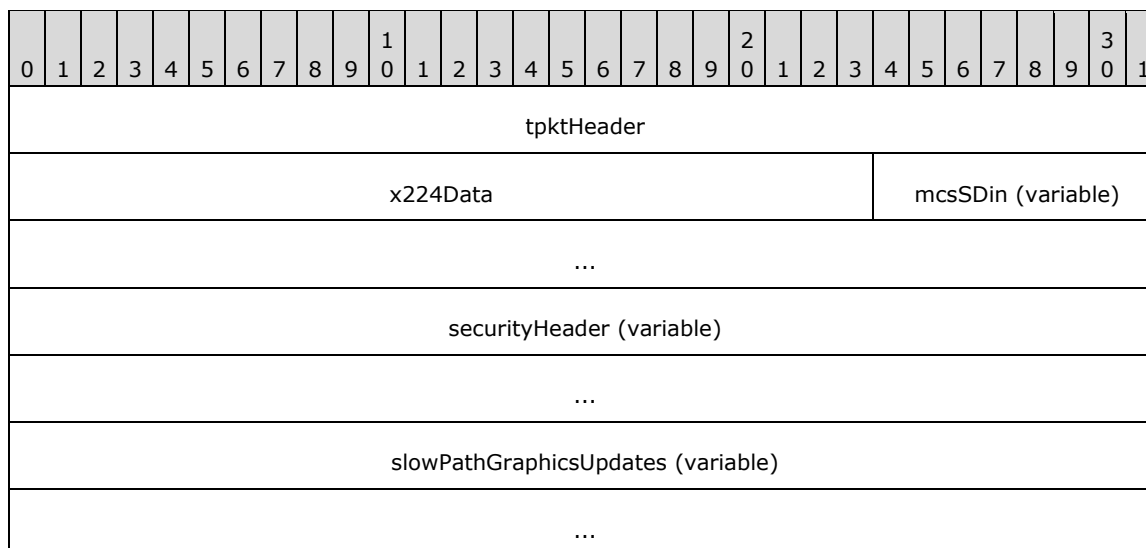 1 2 3
0 1 2 3 4 5 6 7 8 9 0 1 2 3 4 5 6 7 8 9 0 1 2 3 4 5 6 7 8 9 0 1
tpktHeader
x224Data mcsSDin (variable)
...
securityHeader (variable)
...
slowPathGraphicsUpdates (variable)
...